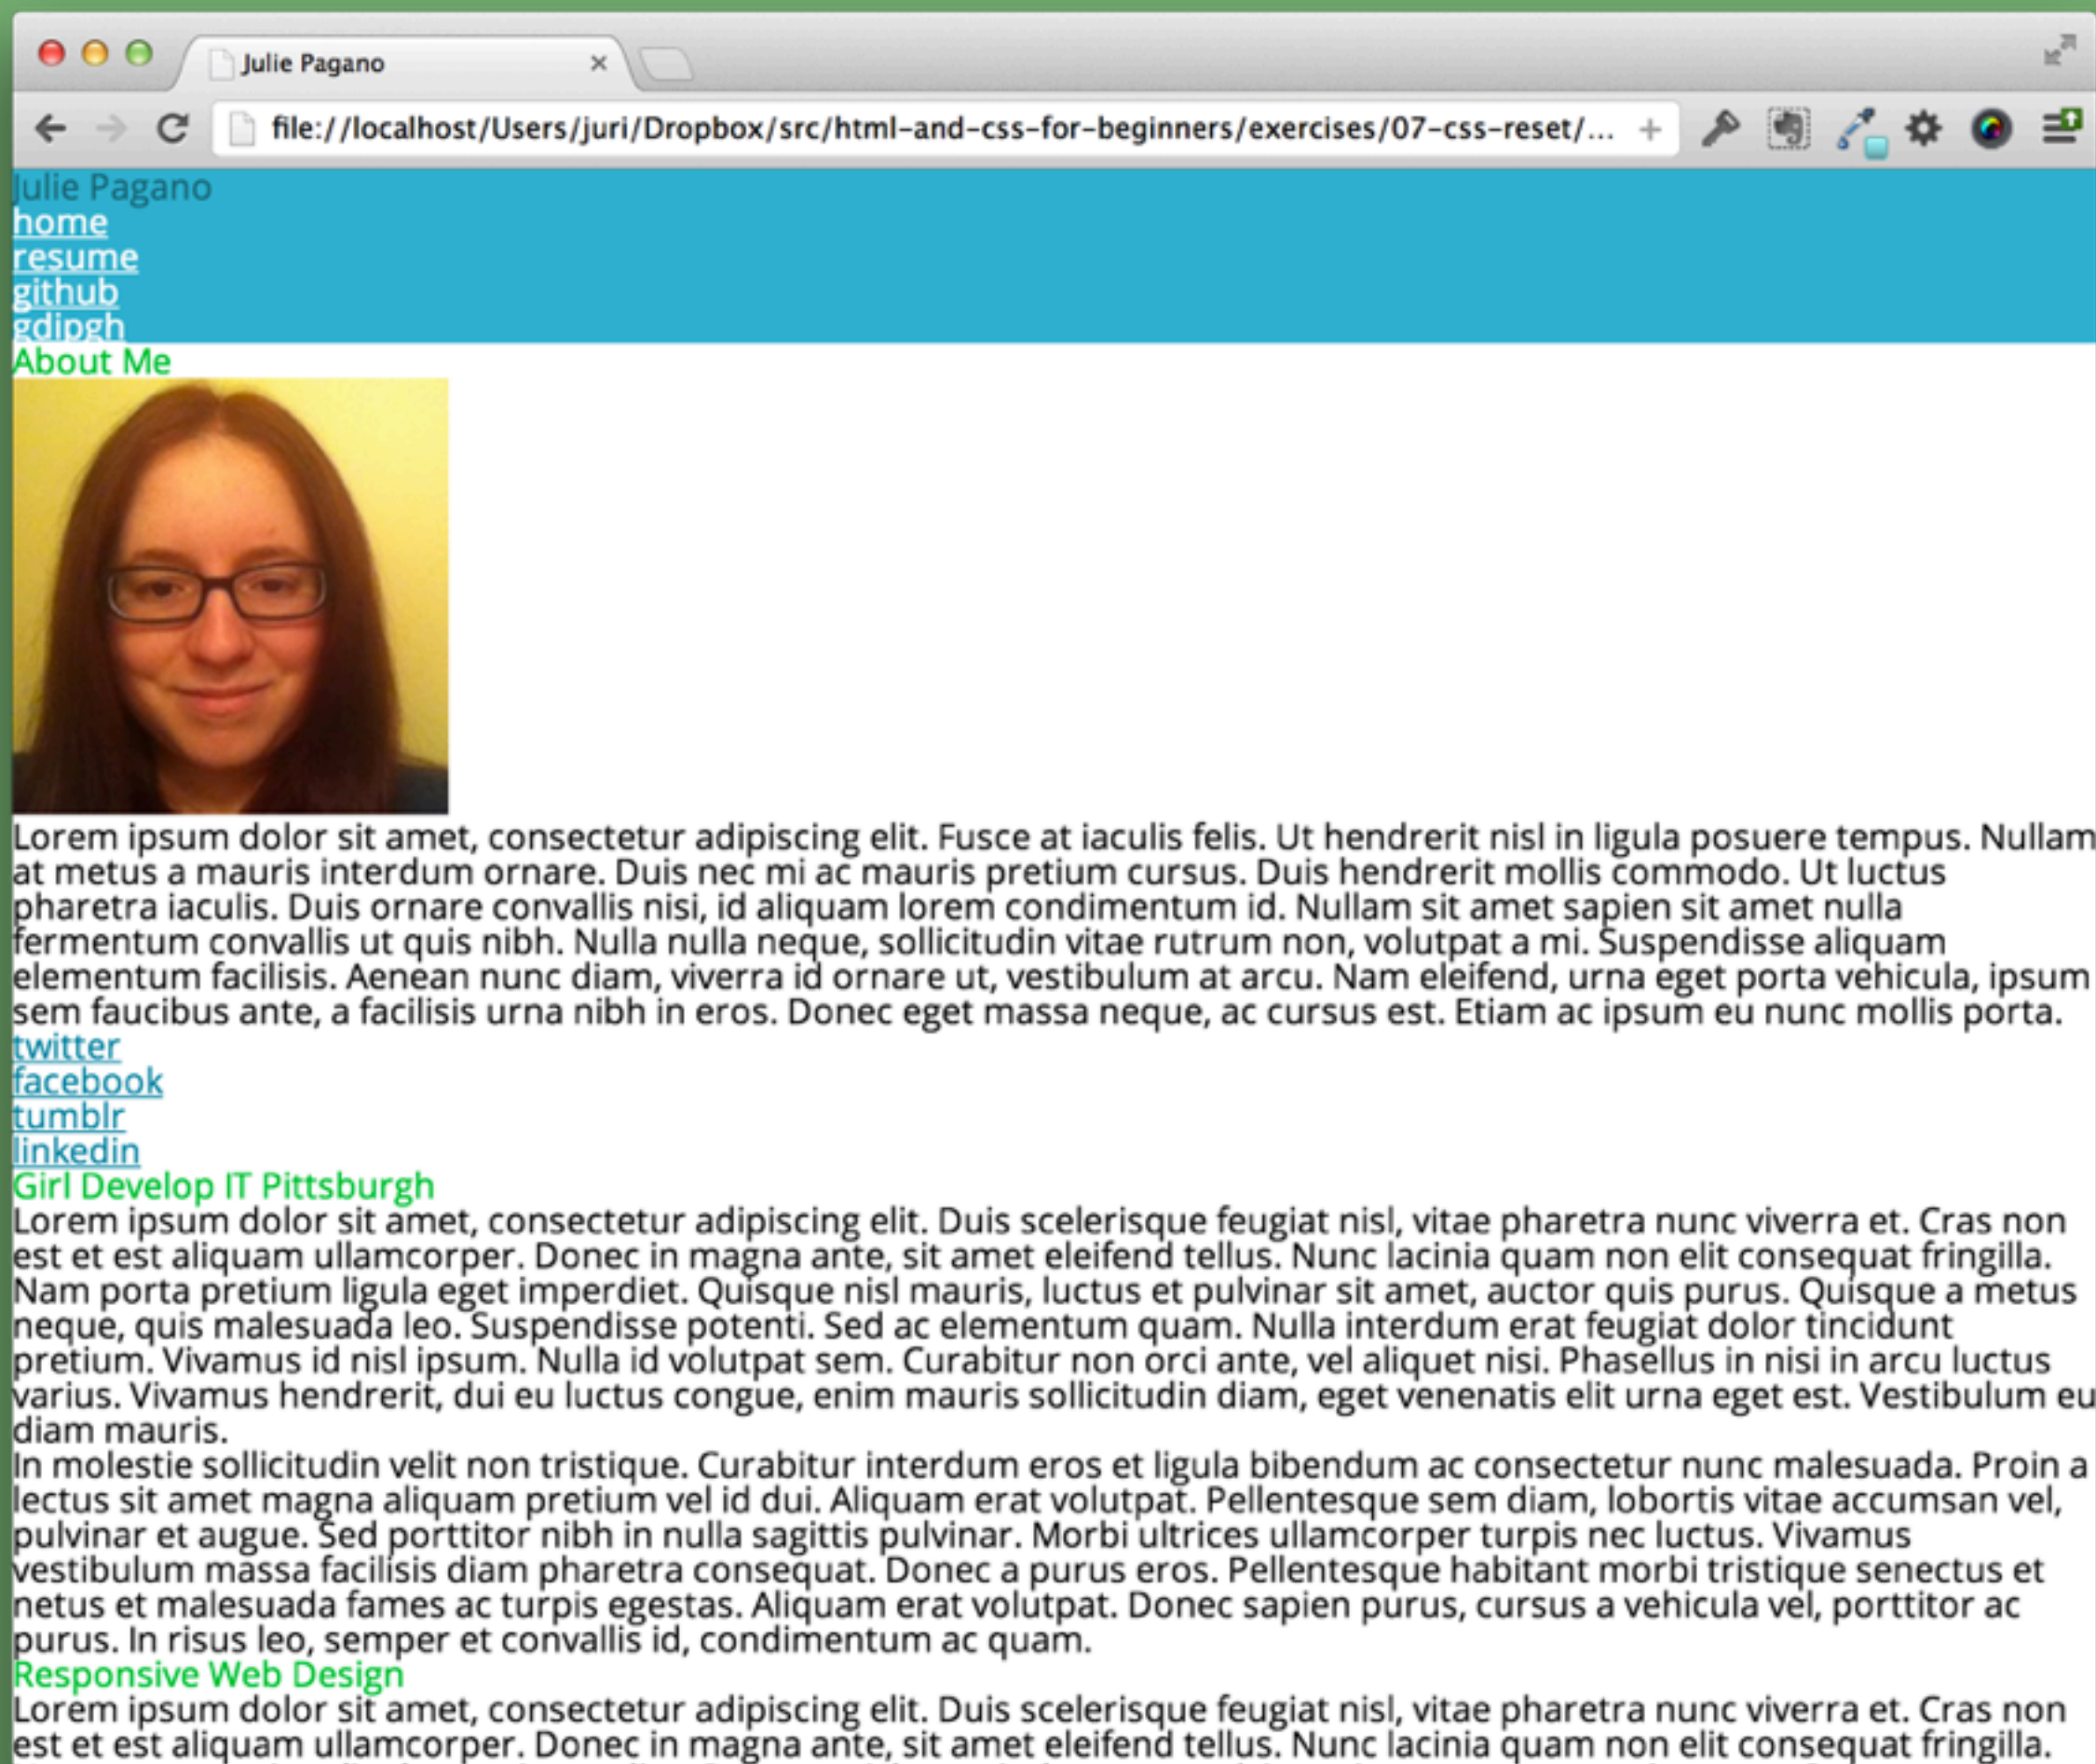 Julie Pagano
file://localhost/Users/juri/Dropbox/src/html-and-css-for-beginners/exercises/07-css-reset/...
Julie Pagano
home
resume
github
gdipgh
About Me
Lorem ipsum dolor sit amet, consectetur adipiscing elit. Fusce at iaculis felis. Ut hendrerit nisl in ligula posuere tempus. Nullam
at metus a mauris interdum ornare. Duis nec mi ac mauris pretium cursus. Duis hendrerit mollis commodo. Ut luctus
pharetra iaculis. Duis ornare convallis nisi, id aliquam lorem condimentum id. Nullam sit amet sapien sit amet nulla
fermentum convallis ut quis nibh. Nulla nulla neque, sollicitudin vitae rutrum non, volutpat a mi. Suspendisse aliquam
elementum facilisis. Aenean nunc diam, viverra id ornare ut, vestibulum at arcu. Nam eleifend, urna eget porta vehicula, ipsum
sem faucibus ante, a facilisis urna nibh in eros. Donec eget massa neque, ac cursus est. Etiam ac ipsum eu nunc mollis porta.
twitter
facebook
tumblr
linkedin
Girl Develop IT Pittsburgh
Lorem ipsum dolor sit amet, consectetur adipiscing elit. Duis scelerisque feugiat nisl, vitae pharetra nunc viverra et. Cras non
est et est aliquam ullamcorper. Donec in magna ante, sit amet eleifend tellus. Nunc lacinia quam non elit consequat fringilla.
Nam porta pretium ligula eget imperdiet. Quisque nisl mauris, luctus et pulvinar sit amet, auctor quis purus. Quisque a metus
neque, quis malesuada leo. Suspendisse potenti. Sed ac elementum quam. Nulla interdum erat feugiat dolor tincidunt
pretium. Vivamus id nisl ipsum. Nulla id volutpat sem. Curabitur non orci ante, vel aliquet nisi. Phasellus in nisi in arcu luctus
varius. Vivamus hendrerit, dui eu luctus congue, enim mauris sollicitudin diam, eget venenatis elit urna eget est. Vestibulum eu
diam mauris.
In molestie sollicitudin velit non tristique. Curabitur interdum eros et ligula bibendum ac consectetur nunc malesuada. Proin a
lectus sit amet magna aliquam pretium vel id dui. Aliquam erat volutpat. Pellentesque sem diam, lobortis vitae accumsan vel,
pulvinar et augue. Sed porttitor nibh in nulla sagittis pulvinar. Morbi ultrices ullamcorper turpis nec luctus. Vivamus
vestibulum massa facilisis diam pharetra consequat. Donec a purus eros. Pellentesque habitant morbi tristique senectus et
netus et malesuada fames ac turpis egestas. Aliquam erat volutpat. Donec sapien purus, cursus a vehicula vel, porttitor ac
purus. In risus leo, semper et convallis id, condimentum ac quam.
Responsive Web Design
Lorem ipsum dolor sit amet, consectetur adipiscing elit. Duis scelerisque feugiat nisl, vitae pharetra nunc viverra et. Cras non
est et est aliquam ullamcorper. Donec in magna ante, sit amet eleifend tellus. Nunc lacinia quam non elit consequat fringilla.